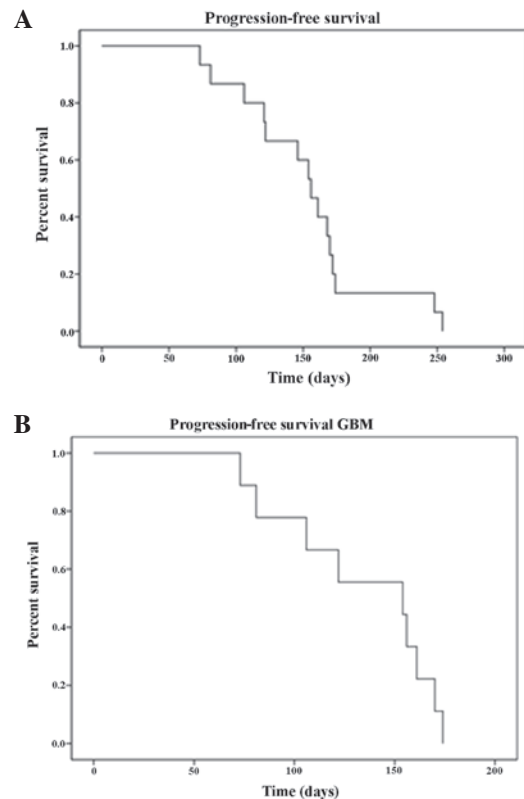 A
Progression-free survival
Percent survival
1.0
0.8
0.6
0.4
0.2
0.0
0 50 100 150 200 250 300
Time (days)
B
Progression-free survival GBM
Percent survival
1.0
0.8
0.6
0.4
0.2
0.0
0 50 100 150 200
Time (days)